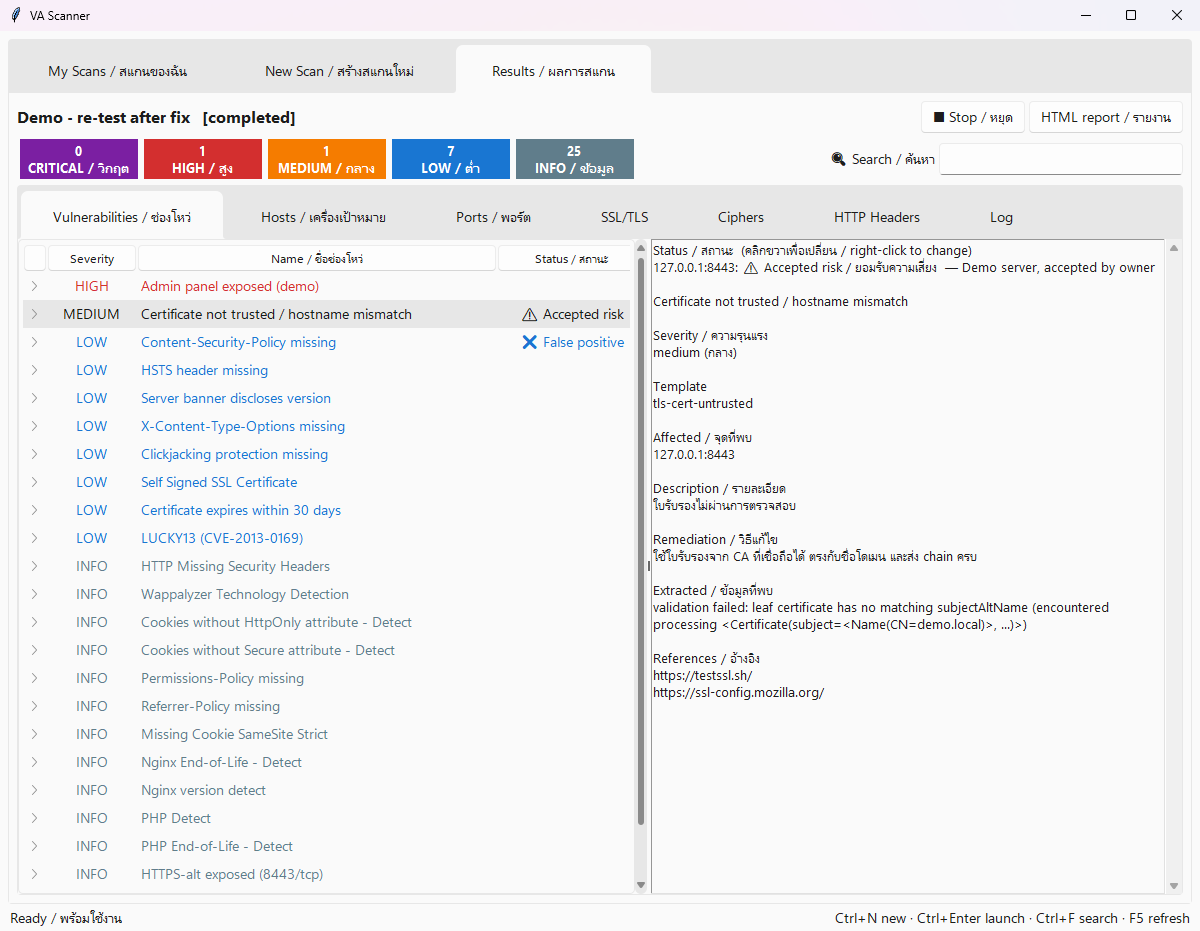 VA Scanner
My Scans / สแกนของฉัน
New Scan / สร้างสแกนใหม่
Results / ผลการสแกน
Demo - re-test after fix [completed]
Stop / หยุด
HTML report / รายงาน
0
CRITICAL / วิกฤต
1
HIGH / สูง
1
MEDIUM / กลาง
7
LOW / ต่ำ
25
INFO / ข้อมูล
Search / ค้นหา
Vulnerabilities / ช่องโหว่
Hosts / เครื่องเป้าหมาย
Ports / พอร์ต
SSL/TLS
Ciphers
HTTP Headers
Log
Severity
Name / ชื่อช่องโหว่
Status / สถานะ
HIGH Admin panel exposed (demo)
MEDIUM Certificate not trusted / hostname mismatch ⚠ Accepted risk
LOW Content-Security-Policy missing ❌ False positive
LOW HSTS header missing
LOW Server banner discloses version
LOW X-Content-Type-Options missing
LOW Clickjacking protection missing
LOW Self Signed SSL Certificate
LOW Certificate expires within 30 days
LOW LUCKY13 (CVE-2013-0169)
INFO HTTP Missing Security Headers
INFO Wappalyzer Technology Detection
INFO Cookies without HttpOnly attribute - Detect
INFO Cookies without Secure attribute - Detect
INFO Permissions-Policy missing
INFO Referrer-Policy missing
INFO Missing Cookie SameSite Strict
INFO Nginx End-of-Life - Detect
INFO Nginx version detect
INFO PHP Detect
INFO PHP End-of-Life - Detect
INFO HTTPS-alt exposed (8443/tcp)
Status / สถานะ (คลิกขวาเพื่อเปลี่ยน / right-click to change)
127.0.0.1:8443: ⚠ Accepted risk / ยอมรับความเสี่ยง — Demo server, accepted by owner
Certificate not trusted / hostname mismatch
Severity / ความรุนแรง
medium (กลาง)
Template
tls-cert-untrusted
Affected / จุดที่พบ
127.0.0.1:8443
Description / รายละเอียด
ใบรับรองไม่ผ่านการตรวจสอบ
Remediation / วิธีแก้ไข
ใช้ใบรับรองจาก CA ที่เชื่อถือได้ ตรงกับชื่อโดเมน และส่ง chain ครบ
Extracted / ข้อมูลที่พบ
validation failed: leaf certificate has no matching subjectAltName (encountered
processing <Certificate(subject=<Name(CN=demo.local)>, ...)>)
References / อ้างอิง
https://testssl.sh/
https://ssl-config.mozilla.org/
Ready / พร้อมใช้งาน
Ctrl+N new · Ctrl+Enter launch · Ctrl+F search · F5 refresh